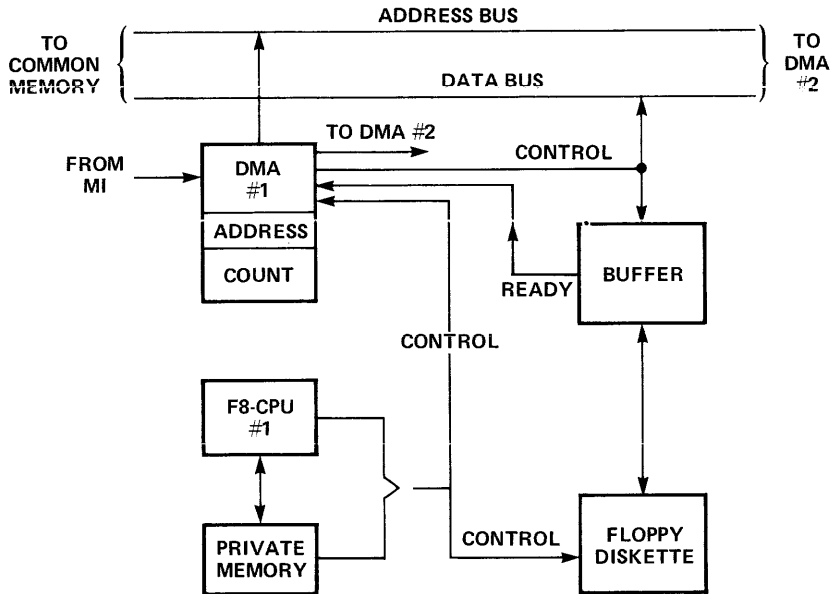 ADDRESS BUS
TO
COMMON
MEMORY
TO
DMA
#2
DATA BUS
TO DMA #2
FROM
MI
DMA
#1
CONTROL
ADDRESS
COUNT
BUFFER
READY
CONTROL
F8-CPU
#1
PRIVATE
MEMORY
CONTROL
FLOPPY
DISKETTE